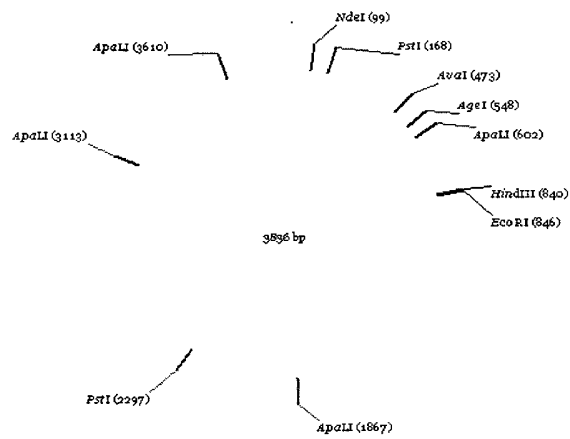 NdeI (99)
ApaLI (3610)
PstI (168)
AvaI (473)
AgeI (548)
ApaLI (602)
ApaLI (3113)
HindIII (840)
EcoRI (846)
3836 bp
PstI (2297)
ApaLI (1867)